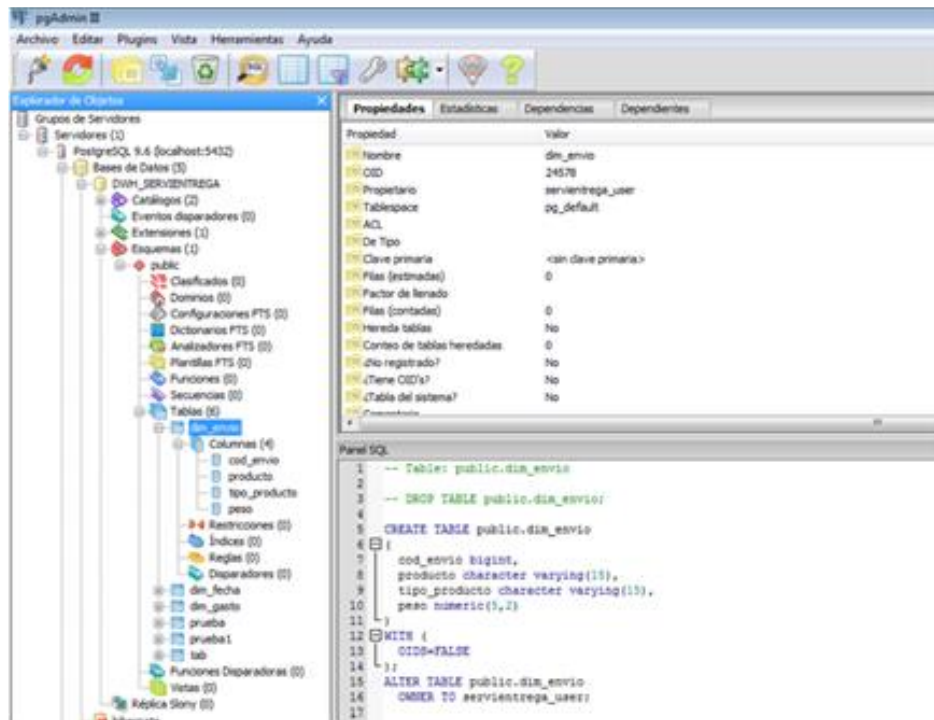 pgAdmin III
Archivo Editar Plugins Vista Herramientas Ayuda
Explorador de Objetos
Grupos de Servidores
Servidores (1)
PostgreSQL 9.6 (localhost:5432)
Bases de Datos (5)
DWH_SERVIENTREGA
Catálogos (2)
Eventos disparadores (0)
Extensiones (1)
Esquemas (1)
public
Clasificados (0)
Dominios (0)
Configuraciones FTS (0)
Dictionarios FTS (0)
Analizadores FTS (0)
Plantillas FTS (0)
Funciones (0)
Secuencias (0)
Tablas (6)
dim_envio
Columnas (4)
cod_envio
producto
tipo_producto
peso
Restricciones (0)
Índices (0)
Reglas (0)
Disparadores (0)
dim_fecha
dim_gasto
prueba
prueba1
tab
Funciones Disparadoras (0)
Vistas (0)
Réplica Slony (0)
Propiedades Estadísticas Dependencias Dependientes
Propiedad Valor
Nombre dim_envio
OID 24578
Propietario servientrega_user
Tablespace pg_default
ACL
De Tipo
Clave primaria <sin clave primaria>
Filas (estimadas) 0
Factor de llenado
Filas (contadas) 0
Hereda tablas No
Conteo de tablas heredadas 0
¿No registrado? No
¿Tiene OID's? No
¿Tabla del sistema? No
Comentario
Panel SQL
1 -- Table: public.dim_envio
2
3 -- DROP TABLE public.dim_envio;
4
5 CREATE TABLE public.dim_envio
6 (
7 cod_envio bigint,
8 producto character varying(15),
9 tipo_producto character varying(15),
10 peso numeric(5,2)
11 )
12 WITH (
13 OIDS=FALSE
14 );
15 ALTER TABLE public.dim_envio
16 OWNER TO servientrega_user;
17